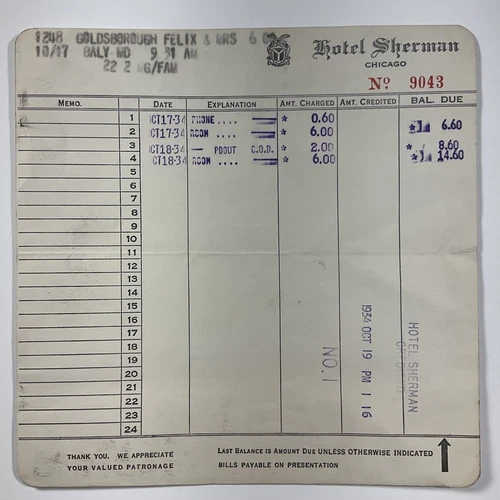 1248 GOLDSBOROUGH FELIX & MRS 6
10/17 BALY MD 9 31 AM
22 2 G/FAM
Hotel Sherman
CHICAGO
No. 9043
MEMO. DATE EXPLANATION AMT. CHARGED AMT. CREDITED BAL. DUE
1 OCT17-34 PHONE .... * 0.60 * 6.60
2 OCT17-34 ROOM .... * 6.00
3 OCT18-34 — PDOUT C.O.D. * 2.00 * 8.60
4 OCT18-34 ROOM .... * 6.00 * 14.60
5
6
7
8
9
10
11
12
13
14
15
16
17
18
19
20
21
22
23
24
NO. 1
1934 OCT 19 PM 1 16
HOTEL SHERMAN
THANK YOU. WE APPRECIATE
YOUR VALUED PATRONAGE
LAST BALANCE IS AMOUNT DUE UNLESS OTHERWISE INDICATED
BILLS PAYABLE ON PRESENTATION